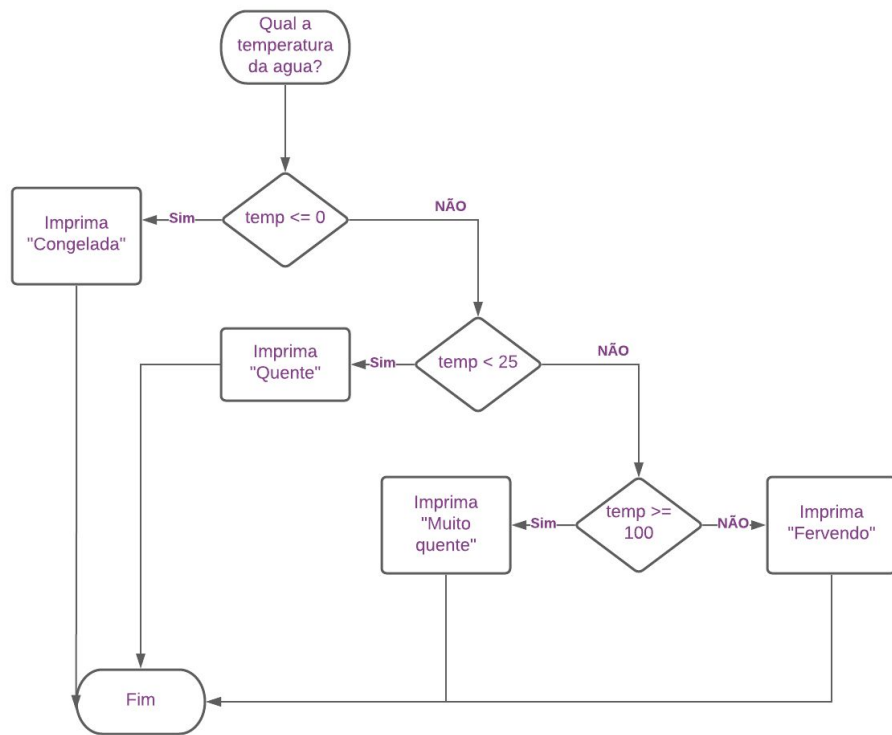 Qual a
temperatura
da agua?
temp <= 0
Sim
NÃO
Imprima
"Congelada"
temp < 25
Sim
NÃO
Imprima
"Quente"
temp >=
100
Sim
NÃO
Imprima
"Muito
quente"
Imprima
"Fervendo"
Fim